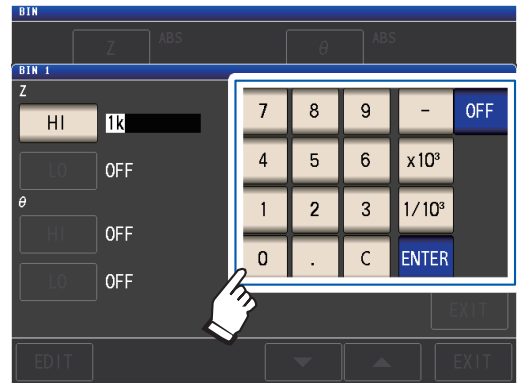 BIN
Z ABS θ ABS
BIN 1
Z
HI 1k
LO OFF
θ
HI OFF
LO OFF
7 8 9 - OFF
4 5 6 x10³
1 2 3 1/10³
0 . C ENTER
EXIT
EDIT EXIT